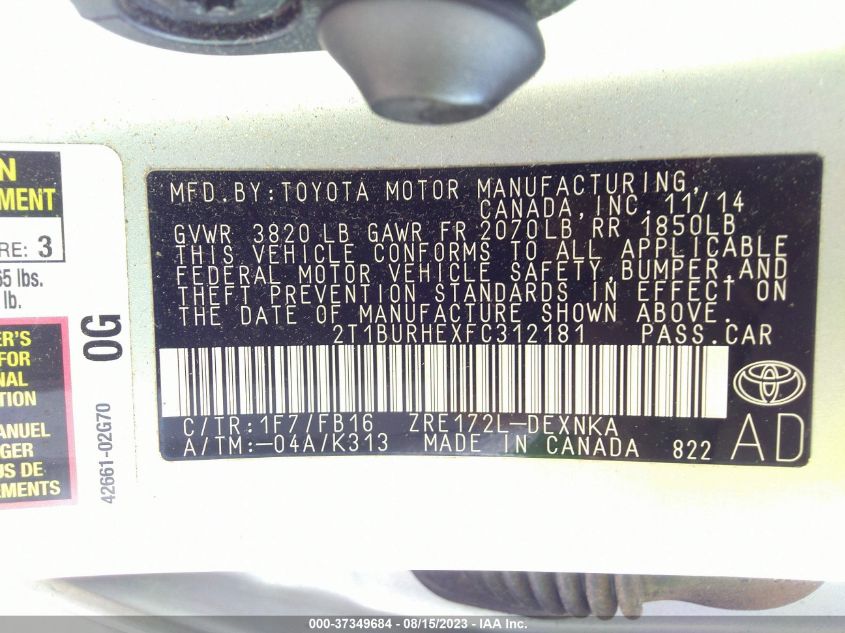 N
EMENT
RE: 3
65 lbs.
lb.
ER'S
FOR
NAL
TION
MANUEL
GER
US DE
EMENTS
0G
42661-02G70
MFD.BY:TOYOTA MOTOR MANUFACTURING,
CANADA,INC. 11/14
GVWR 3820 LB GAWR FR 2070LB RR 1850LB
THIS VEHICLE CONFORMS TO ALL APPLICABLE
FEDERAL MOTOR VEHICLE SAFETY,BUMPER,AND
THEFT PREVENTION STANDARDS IN EFFECT ON
THE DATE OF MANUFACTURE SHOWN ABOVE.
2T1BURHEXFC312181 PASS.CAR
C/TR:1F7/FB16 ZRE172L-DEXNKA
A/TM:-04A/K313 MADE IN CANADA 822
AD
000-37349684 - 08/15/2023 - IAA Inc.